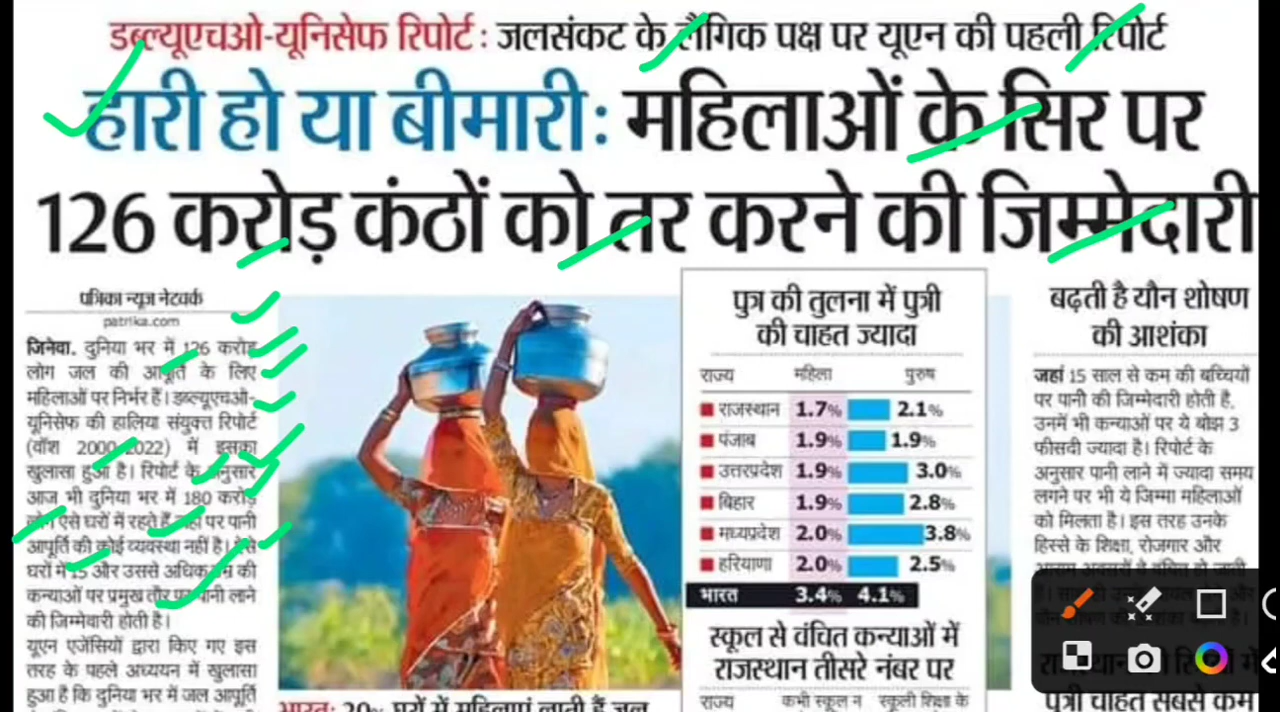 डब्ल्यूएचओ-यूनिसेफ रिपोर्ट : जलसंकट के लैंगिक पक्ष पर यूएन की पहली रिपोर्ट
हारी हो या बीमारी: महिलाओं के सिर पर
126 करोड़ कंठों को तर करने की जिम्मेदारी
पत्रिका न्यूज नेटवर्क
patrika.com
जिनेवा. दुनिया भर में 126 करोड़
लोग जल की आपूर्ति के लिए
महिलाओं पर निर्भर हैं। डब्ल्यूएचओ-
यूनिसेफ की हालिया संयुक्त रिपोर्ट
(वॉश 2000-2022) में इसका
खुलासा हुआ है। रिपोर्ट के अनुसार
आज भी दुनिया भर में 180 करोड़
लोग ऐसे घरों में रहते हैं जहां पर पानी
आपूर्ति की कोई व्यवस्था नहीं है। ऐसे
घरों में 15 और उससे अधिक उम्र की
कन्याओं पर प्रमुख तौर पर पानी लाने
की जिम्मेदारी होती है।
यूएन एजेंसियों द्वारा किए गए इस
तरह के पहले अध्ययन में खुलासा
हुआ है कि दुनिया भर में जल आपूर्ति
भारत: 20% घरों में महिलाएं लाती हैं जल
पुत्र की तुलना में पुत्री
की चाहत ज्यादा
राज्य महिला पुरुष
राजस्थान 1.7% 2.1%
पंजाब 1.9% 1.9%
उत्तरप्रदेश 1.9% 3.0%
बिहार 1.9% 2.8%
मध्यप्रदेश 2.0% 3.8%
हरियाणा 2.0% 2.5%
भारत 3.4% 4.1%
स्कूल से वंचित कन्याओं में
राजस्थान तीसरे नंबर पर
राज्य कभी स्कूल न स्कूली शिक्षा के
बढ़ती है यौन शोषण
की आशंका
जहां 15 साल से कम की बच्चियों
पर पानी की जिम्मेदारी होती है,
उनमें भी कन्याओं पर ये बोझ 3
फीसदी ज्यादा है। रिपोर्ट के
अनुसार पानी लाने में ज्यादा समय
लगने पर भी ये जिम्मा महिलाओं
को मिलता है। इस तरह उनके
हिस्से के शिक्षा, रोजगार और
पुत्री चाहत सबसे कम